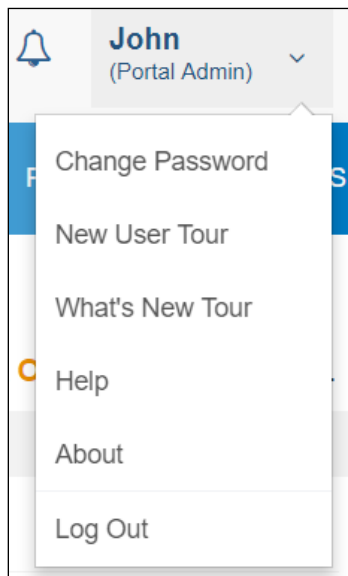 John
(Portal Admin)
Change Password
New User Tour
What's New Tour
Help
About
Log Out